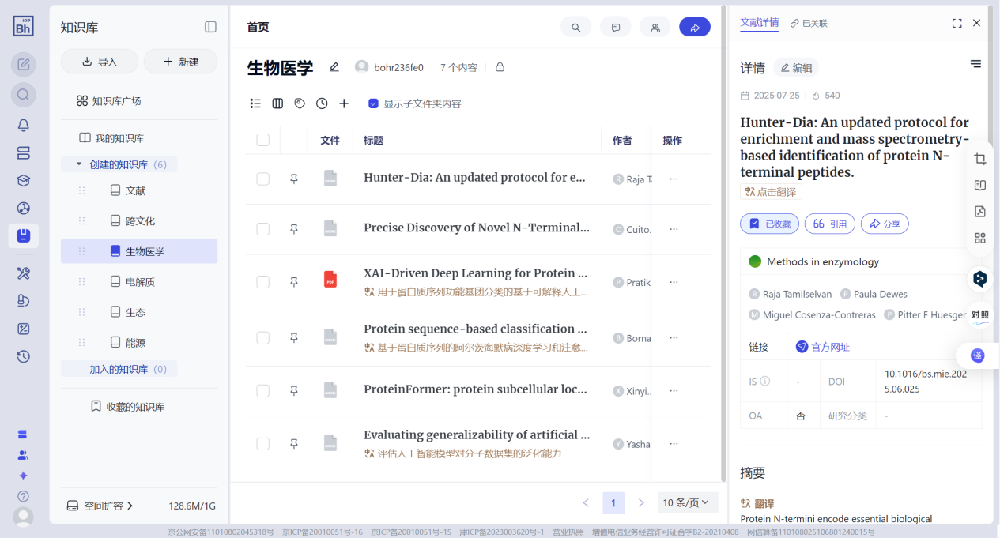 107
Bh
知识库
导入
新建
知识库广场
我的知识库
创建的知识库 (6)
文献
跨文化
生物医学
电解质
生态
能源
加入的知识库 (0)
收藏的知识库
空间扩容
128.6M/1G
首页
生物医学
bohr236fe0
7 个内容
显示子文件夹内容
文件 标题 作者 操作
Hunter-Dia: An updated protocol for e...
R Raja T
Precise Discovery of Novel N-Terminal...
C Cuito.
PDF
XAI-Driven Deep Learning for Protein ...
用于蛋白质序列功能基团分类的基于可解释人工...
P Pratik
Protein sequence-based classification ...
基于蛋白质序列的阿尔茨海默病深度学习和注意...
B Borna
ProteinFormer: protein subcellular loc...
X Xinyi..
Evaluating generalizability of artificial ...
评估人工智能模型对分子数据集的泛化能力
Y Yasha
1
10 条/页
文献详情
已关联
详情
编辑
2025-07-25
540
Hunter-Dia: An updated protocol for
enrichment and mass spectrometry-
based identification of protein N-
terminal peptides.
点击翻译
已收藏
引用
分享
Methods in enzymology
R Raja Tamilselvan P Paula Dewes
M Miguel Cosenza-Contreras P Pitter F Huesger
链接 官方网址
IS - DOI 10.1016/bs.mie.202
5.06.025
OA 否 研究分类 -
摘要
翻译
Protein N-termini encode essential biological
对照
译
京公网安备11010802045318号 京ICP备20010051号-16 京ICP备20010051号-15 津ICP备2023003620号-1 营业执照 增值电信业务经营许可证合字B2-20210408 网信算备110108025106801240015号